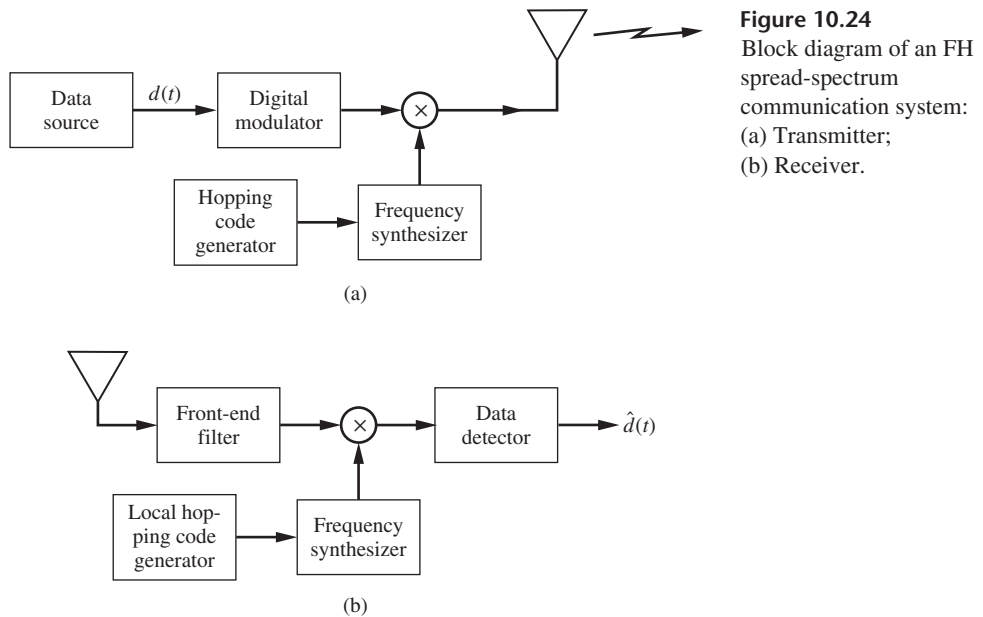 Figure 10.24
Block diagram of an FH
spread-spectrum
communication system:
(a) Transmitter;
(b) Receiver.
Data
source
d(t)
Digital
modulator
×
Hopping
code
generator
Frequency
synthesizer
(a)
Front-end
filter
×
Data
detector
d̂(t)
Local hop-
ping code
generator
Frequency
synthesizer
(b)